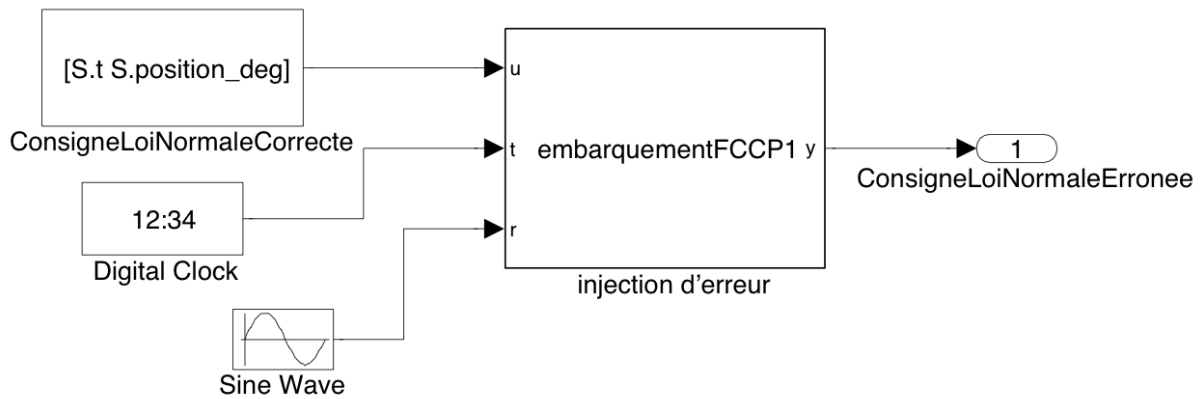 [S.t S.position_deg]
ConsigneLoiNormaleCorrecte
12:34
Digital Clock
Sine Wave
u
t
r
embarquementFCCP1
y
injection d'erreur
1
ConsigneLoiNormaleErronee